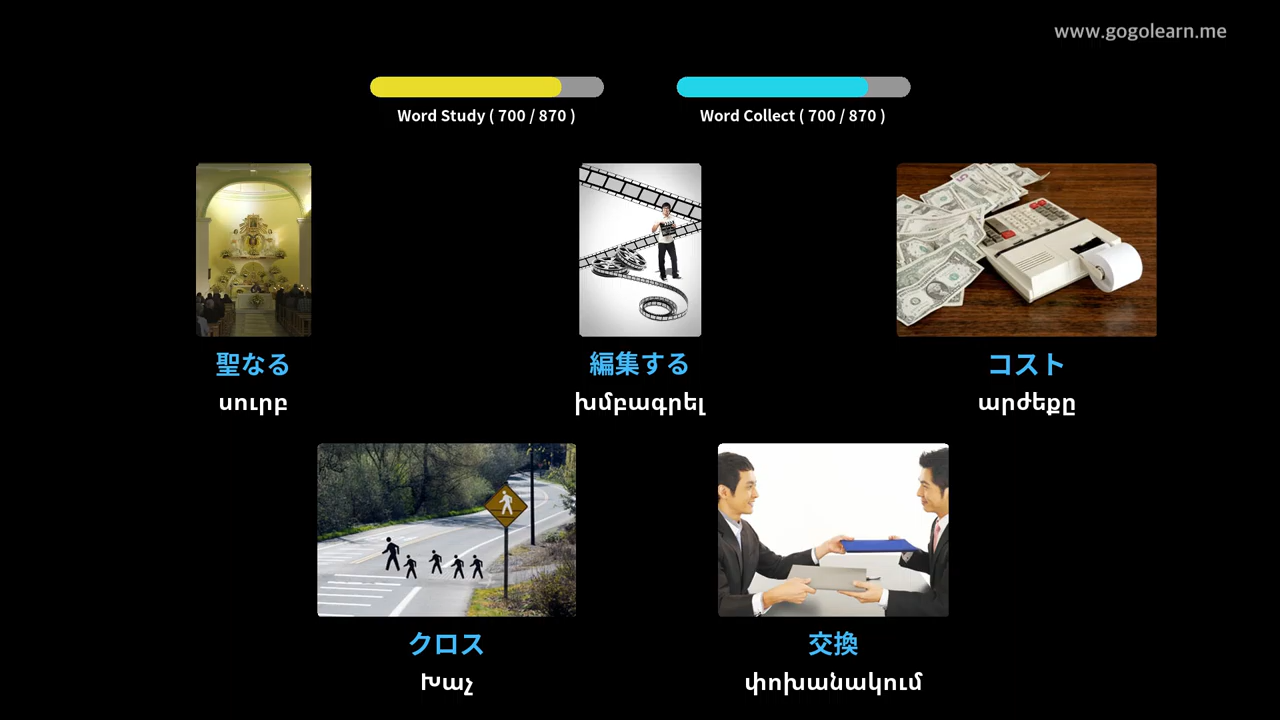 www.gogolearn.me
Word Study ( 700 / 870 )
Word Collect ( 700 / 870 )
聖なる
սուրբ
編集する
խմբագրել
コスト
արժեքը
クロス
Խաչ
交換
փոխանակում